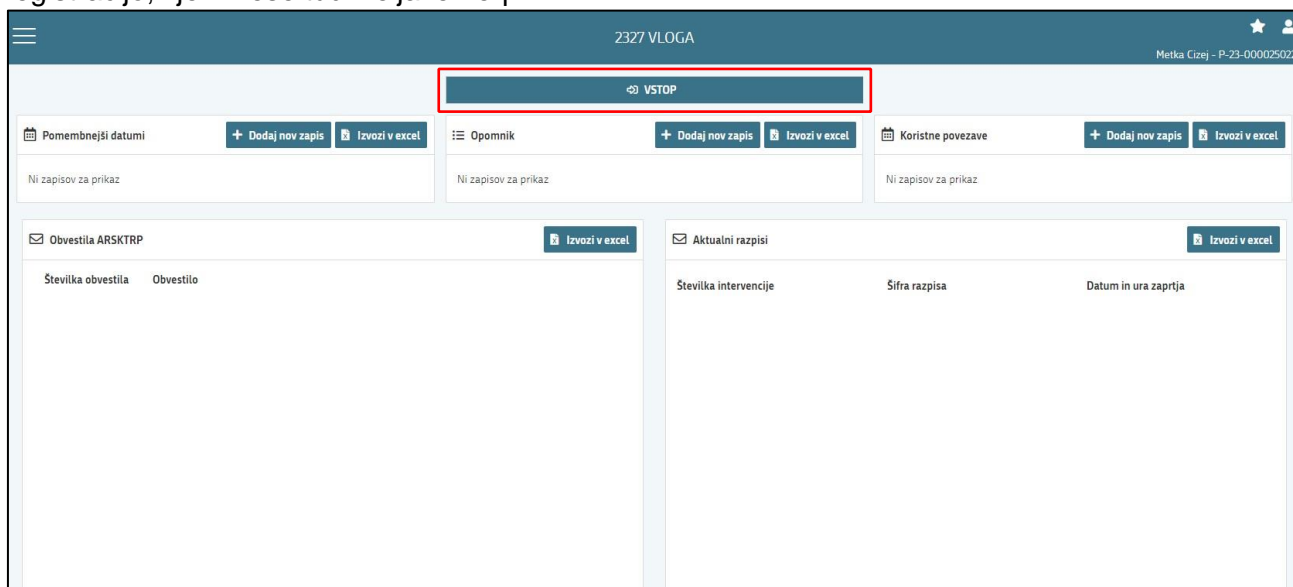 2327 VLOGA
Metka Cizej - P-23-00002502
VSTOP
Pomembnejši datumi
+ Dodaj nov zapis
Izvozi v excel
Ni zapisov za prikaz
Opomnik
+ Dodaj nov zapis
Izvozi v excel
Ni zapisov za prikaz
Koristne povezave
+ Dodaj nov zapis
Izvozi v excel
Ni zapisov za prikaz
Obvestila ARSKTRP
Izvozi v excel
Številka obvestila Obvestilo
Aktualni razpisi
Izvozi v excel
Številka intervencije Šifra razpisa Datum in ura zaprtja